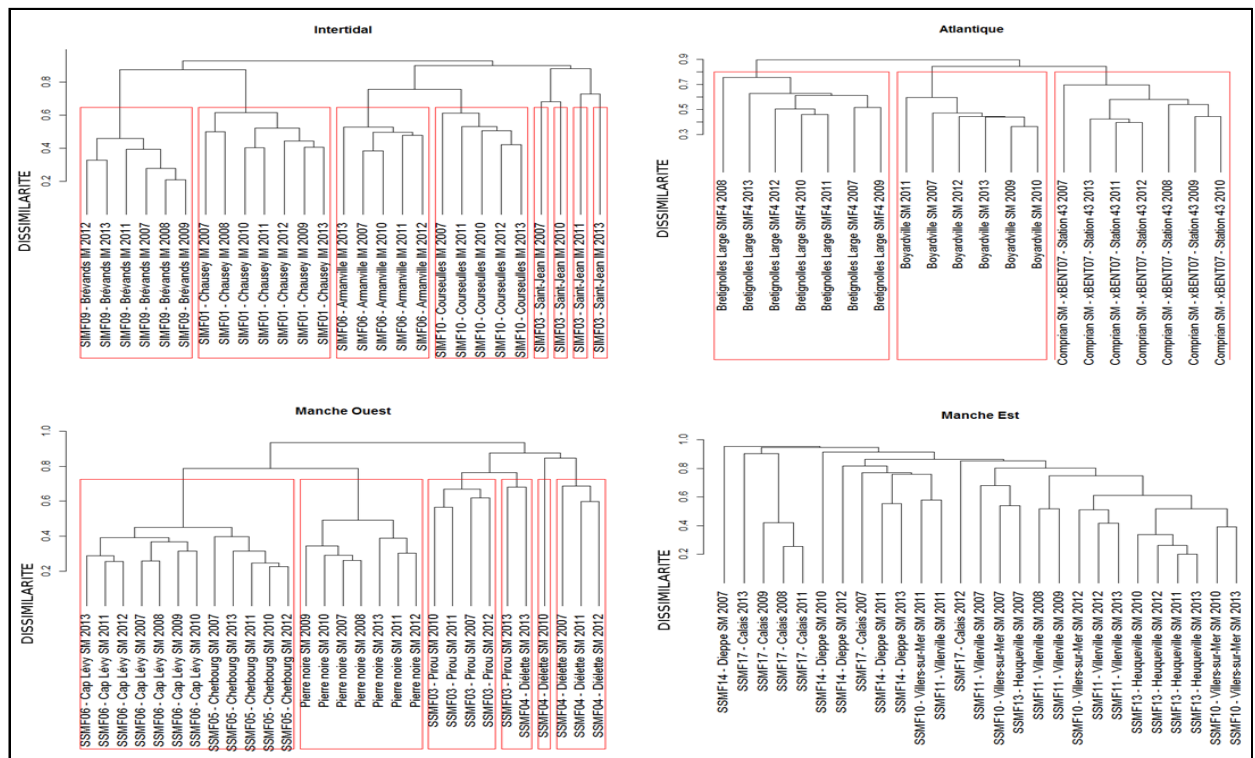 Intertidal
DISSIMILARITE
0.8
0.6
0.4
0.2
SIMF09 - Brévands IM 2012
SIMF09 - Brévands IM 2013
SIMF09 - Brévands IM 2011
SIMF09 - Brévands IM 2007
SIMF09 - Brévands IM 2008
SIMF09 - Brévands IM 2009
SIMF01 - Chausey IM 2007
SIMF01 - Chausey IM 2008
SIMF01 - Chausey IM 2010
SIMF01 - Chausey IM 2011
SIMF01 - Chausey IM 2009
SIMF01 - Chausey IM 2013
SIMF06 - Armanville IM 2013
SIMF06 - Armanville IM 2007
SIMF06 - Armanville IM 2010
SIMF06 - Armanville IM 2011
SIMF06 - Armanville IM 2012
SIMF10 - Courseulles IM 2007
SIMF10 - Courseulles IM 2011
SIMF10 - Courseulles IM 2010
SIMF10 - Courseulles IM 2012
SIMF10 - Courseulles IM 2013
SIMF03 - Saint-Jean IM 2007
SIMF03 - Saint-Jean IM 2010
SIMF03 - Saint-Jean IM 2011
SIMF03 - Saint-Jean IM 2013
Atlantique
DISSIMILARITE
0.9
0.7
0.5
0.3
Bretignolles Large SMF4 2008
Bretignolles Large SMF4 2013
Bretignolles Large SMF4 2012
Bretignolles Large SMF4 2010
Bretignolles Large SMF4 2011
Bretignolles Large SMF4 2007
Bretignolles Large SMF4 2009
Boyardville SM 2011
Boyardville SM 2007
Boyardville SM 2012
Boyardville SM 2013
Boyardville SM 2009
Boyardville SM 2010
Comprian SM - xBENT07 - Station 43 2007
Comprian SM - xBENT07 - Station 43 2013
Comprian SM - xBENT07 - Station 43 2011
Comprian SM - xBENT07 - Station 43 2012
Comprian SM - xBENT07 - Station 43 2008
Comprian SM - xBENT07 - Station 43 2009
Comprian SM - xBENT07 - Station 43 2010
Manche Ouest
DISSIMILARITE
1.0
0.8
0.6
0.4
0.2
SSMF06 - Cap Lévy SM 2013
SSMF06 - Cap Lévy SM 2011
SSMF06 - Cap Lévy SM 2012
SSMF06 - Cap Lévy SM 2007
SSMF06 - Cap Lévy SM 2008
SSMF06 - Cap Lévy SM 2009
SSMF06 - Cap Lévy SM 2010
SSMF05 - Cherbourg SM 2007
SSMF05 - Cherbourg SM 2013
SSMF05 - Cherbourg SM 2011
SSMF05 - Cherbourg SM 2010
SSMF05 - Cherbourg SM 2012
Pierre noire SM 2009
Pierre noire SM 2010
Pierre noire SM 2007
Pierre noire SM 2008
Pierre noire SM 2013
Pierre noire SM 2011
Pierre noire SM 2012
SSMF03 - Pirou SM 2010
SSMF03 - Pirou SM 2011
SSMF03 - Pirou SM 2007
SSMF03 - Pirou SM 2012
SSMF03 - Pirou SM 2013
SSMF04 - Diélette SM 2013
SSMF04 - Diélette SM 2010
SSMF04 - Diélette SM 2007
SSMF04 - Diélette SM 2011
SSMF04 - Diélette SM 2012
Manche Est
DISSIMILARITE
1.0
0.8
0.6
0.4
0.2
SSMF14 - Dieppe SM 2007
SSMF17 - Calais 2013
SSMF17 - Calais 2009
SSMF17 - Calais 2008
SSMF17 - Calais 2011
SSMF14 - Dieppe SM 2010
SSMF14 - Dieppe SM 2012
SSMF17 - Calais 2007
SSMF14 - Dieppe SM 2011
SSMF14 - Dieppe SM 2013
SSMF10 - Villers-sur-Mer SM 2011
SSMF11 - Villerville SM 2011
SSMF17 - Calais 2012
SSMF11 - Villerville SM 2007
SSMF10 - Villers-sur-Mer SM 2007
SSMF13 - Heuqueville SM 2007
SSMF11 - Villerville SM 2008
SSMF11 - Villerville SM 2009
SSMF10 - Villers-sur-Mer SM 2012
SSMF11 - Villerville SM 2012
SSMF11 - Villerville SM 2013
SSMF13 - Heuqueville SM 2010
SSMF13 - Heuqueville SM 2012
SSMF13 - Heuqueville SM 2011
SSMF13 - Heuqueville SM 2013
SSMF10 - Villers-sur-Mer SM 2010
SSMF10 - Villers-sur-Mer SM 2013